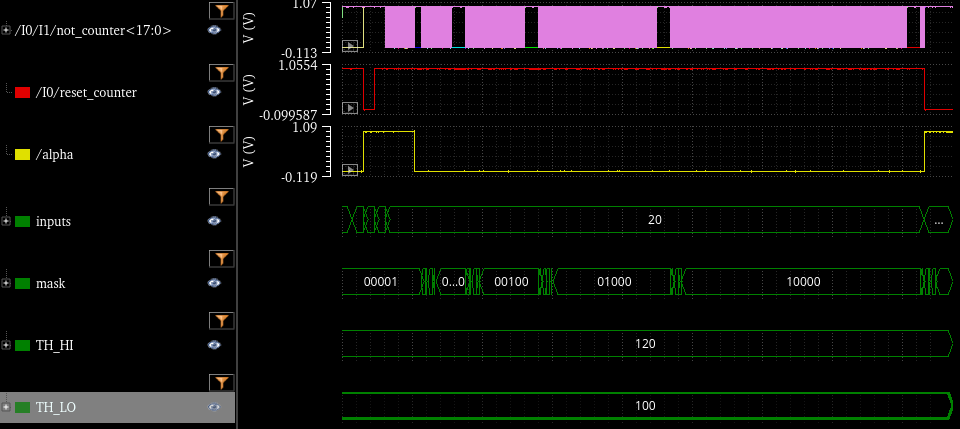 1.07
/I0/I1/not_counter<17:0>
V (V)
-0.113
1.0554
/I0/reset_counter
V (V)
-0.099587
1.09
/alpha
V (V)
-0.119
inputs
20
...
mask
00001
0...0
00100
01000
10000
TH_HI
120
TH_LO
100